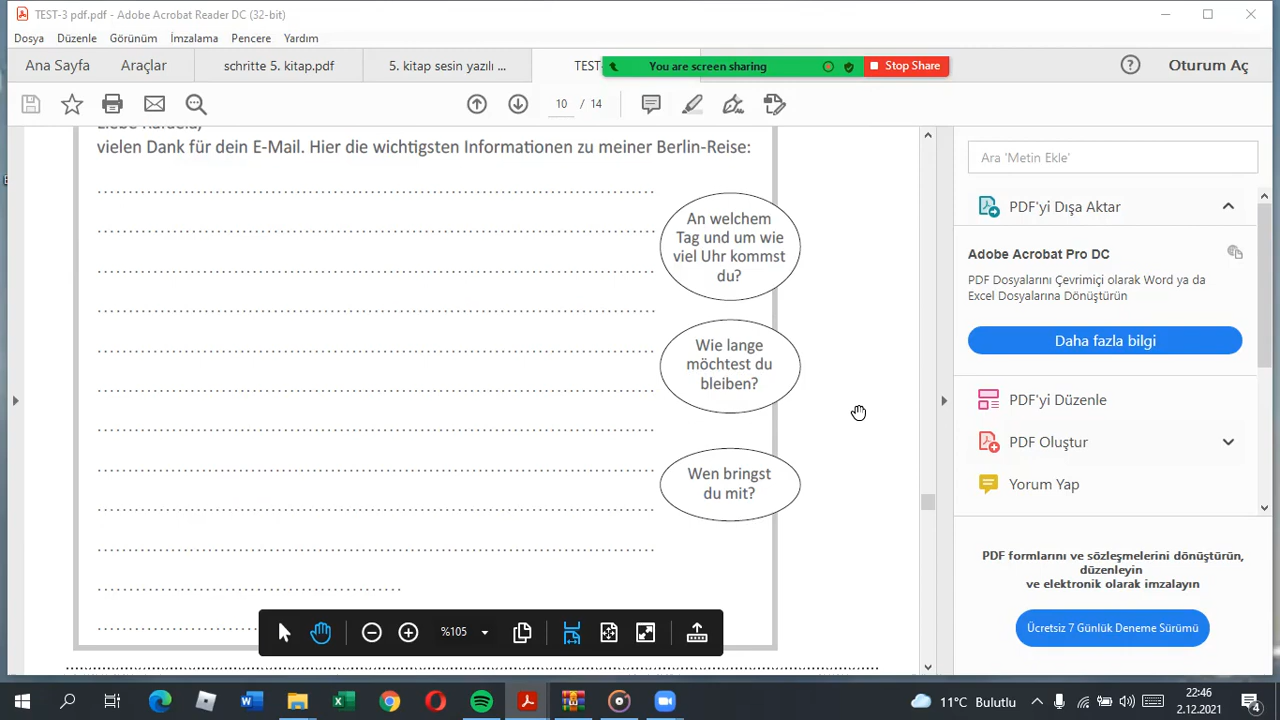 TEST-3 pdf.pdf - Adobe Acrobat Reader DC (32-bit)
Dosya Düzenle Görünüm İmzalama Pencere Yardım
Ana Sayfa Araçlar schritte 5. kitap.pdf 5. kitap sesin yazılı ... TEST- You are screen sharing Stop Share Oturum Aç
10 / 14
vielen Dank für dein E-Mail. Hier die wichtigsten Informationen zu meiner Berlin-Reise:
An welchem
Tag und um wie
viel Uhr kommst
du?
Wie lange
möchtest du
bleiben?
Wen bringst
du mit?
%105
Ara 'Metin Ekle'
PDF'yi Dışa Aktar
Adobe Acrobat Pro DC
PDF Dosyalarını Çevrimiçi olarak Word ya da
Excel Dosyalarına Dönüştürün
Daha fazla bilgi
PDF'yi Düzenle
PDF Oluştur
Yorum Yap
PDF formlarını ve sözleşmelerini dönüştürün,
düzenleyin
ve elektronik olarak imzalayın
Ücretsiz 7 Günlük Deneme Sürümü
11°C Bulutlu
22:46
2.12.2021
4